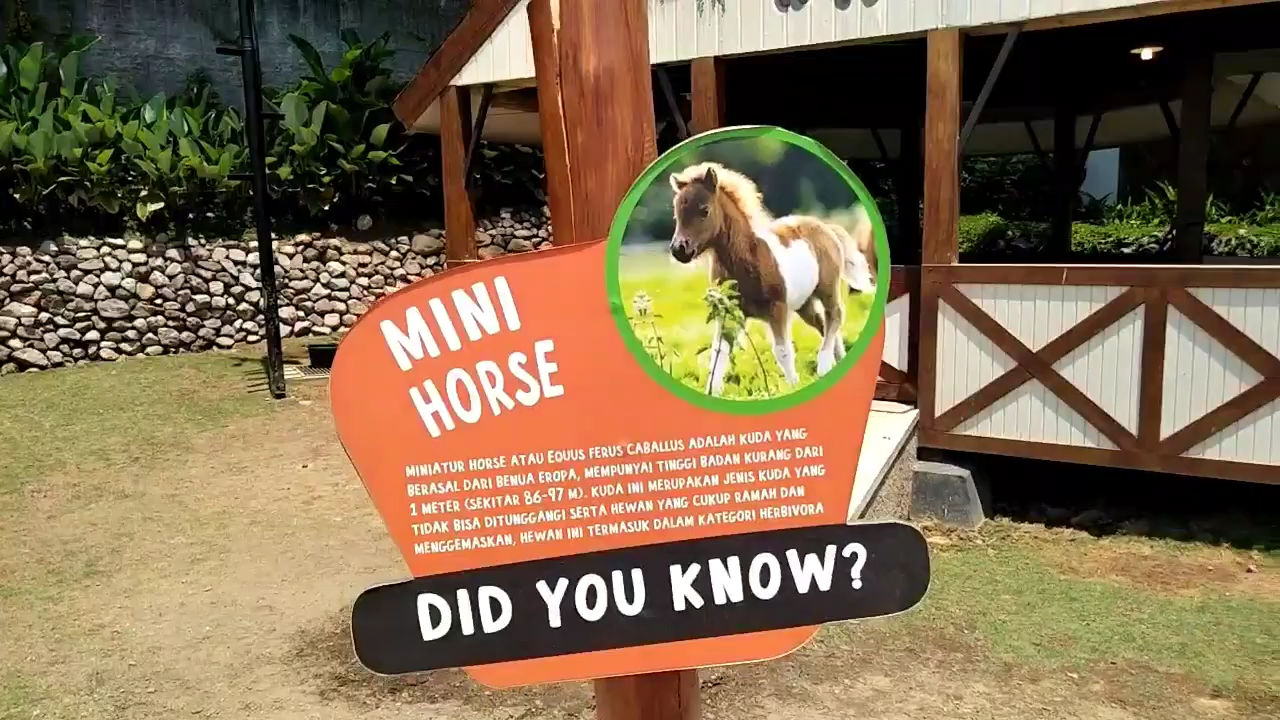 MINI
HORSE
MINIATUR HORSE ATAU EQUUS FERUS CABALLUS ADALAH KUDA YANG
BERASAL DARI BENUA EROPA, MEMPUNYAI TINGGI BADAN KURANG DARI
1 METER (SEKITAR 86-97 M). KUDA INI MERUPAKAN JENIS KUDA YANG
TIDAK BISA DITUNGGANGI SERTA HEWAN YANG CUKUP RAMAH DAN
MENGGEMASKAN, HEWAN INI TERMASUK DALAM KATEGORI HERBIVORA
DID YOU KNOW?